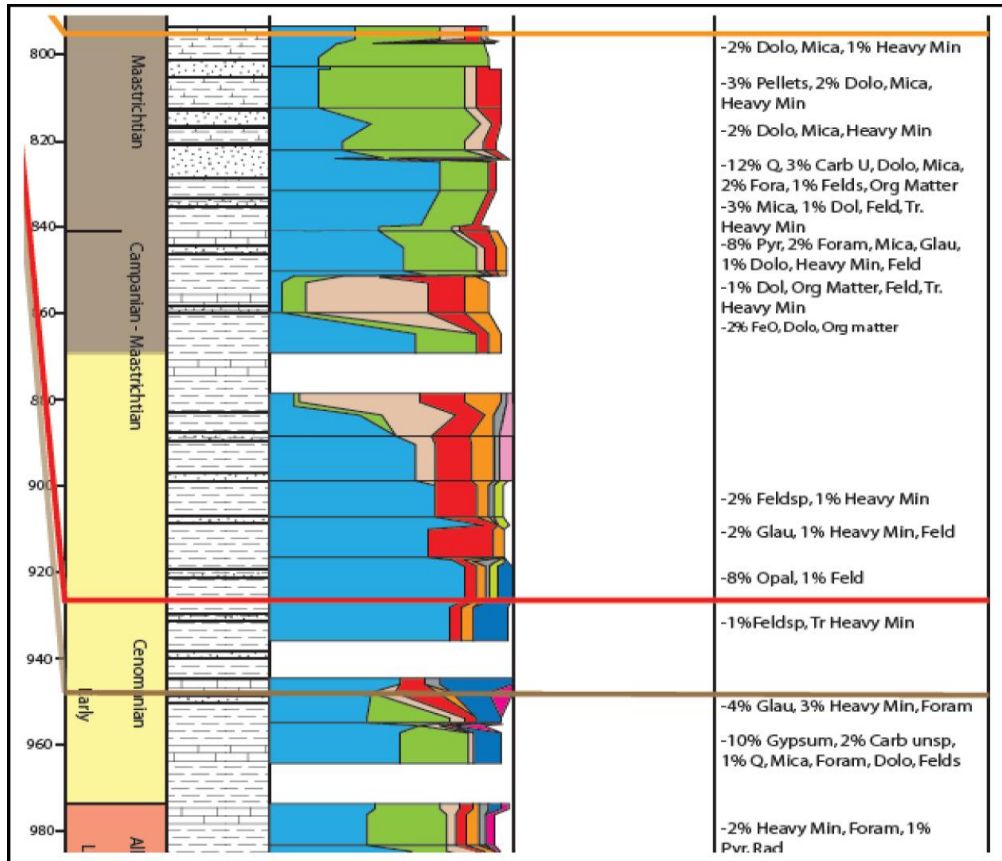 800
820
840
860
880
900
920
940
960
980
Maastrichtian
Campanian - Maastrichtian
Cenomanian
Early
L.
-2% Dolo, Mica, 1% Heavy Min
-3% Pellets, 2% Dolo, Mica,
Heavy Min
-2% Dolo, Mica, Heavy Min
-12% Q, 3% Carb U, Dolo, Mica,
2% Fora, 1% Felds, Org Matter
-3% Mica, 1% Dol, Feld, Tr.
Heavy Min
-8% Pyr, 2% Foram, Mica, Glau,
1% Dolo, Heavy Min, Feld
-1% Dol, Org Matter, Feld, Tr.
Heavy Min
-2% FeO, Dolo, Org matter
-2% Feldsp, 1% Heavy Min
-2% Glau, 1% Heavy Min, Feld
-8% Opal, 1% Feld
-1%Feldsp, Tr Heavy Min
-4% Glau, 3% Heavy Min, Foram
-10% Gypsum, 2% Carb unsp,
1% Q, Mica, Foram, Dolo, Felds
-2% Heavy Min, Foram, 1%
Pyr, Rad